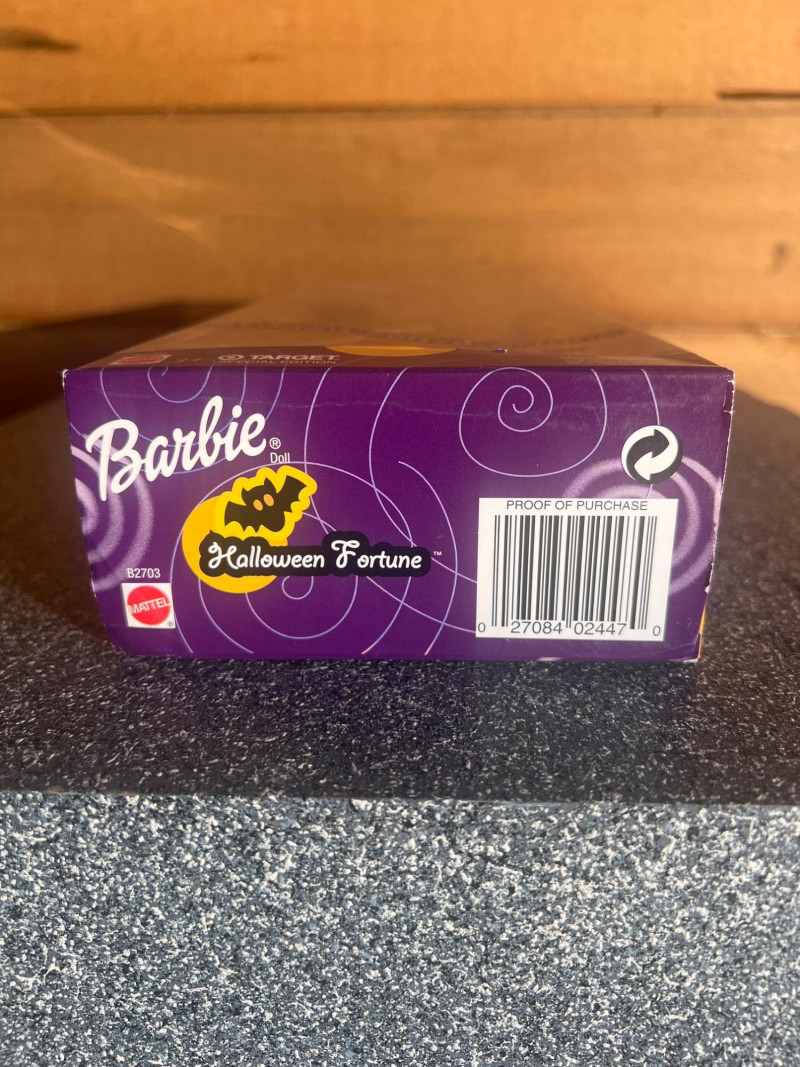 TARGET
SPECIAL EDITION
Barbie®
Doll
Halloween Fortune™
B2703
MATTEL®
PROOF OF PURCHASE
0 27084 02447 0